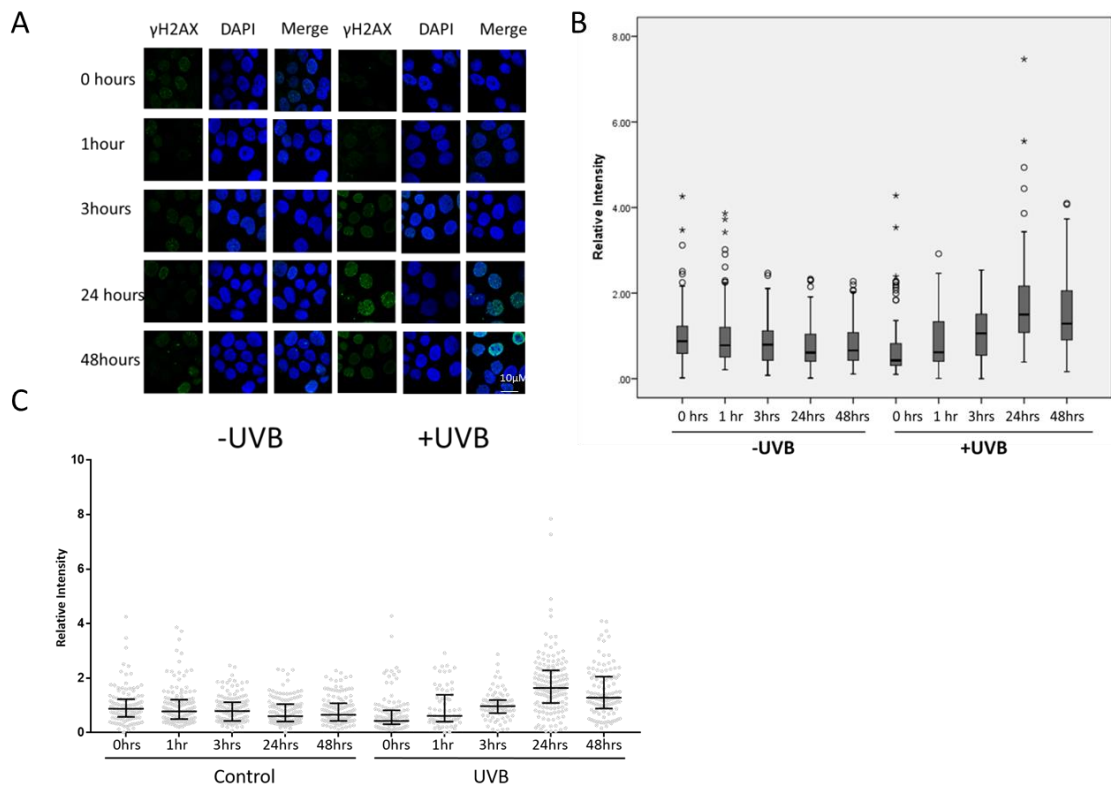 A
γH2AX DAPI Merge γH2AX DAPI Merge
0 hours
1hour
3hours
24 hours
48hours
10μM
-UVB +UVB
B
8.00
6.00
4.00
2.00
.00
Relative Intensity
0 hrs 1 hr 3hrs 24hrs 48hrs 0 hrs 1 hr 3hrs 24hrs 48hrs
-UVB +UVB
C
10
8
6
4
2
0
Relative Intensity
0hrs 1hr 3hrs 24hrs 48hrs 0hrs 1hr 3hrs 24hrs 48hrs
Control UVB